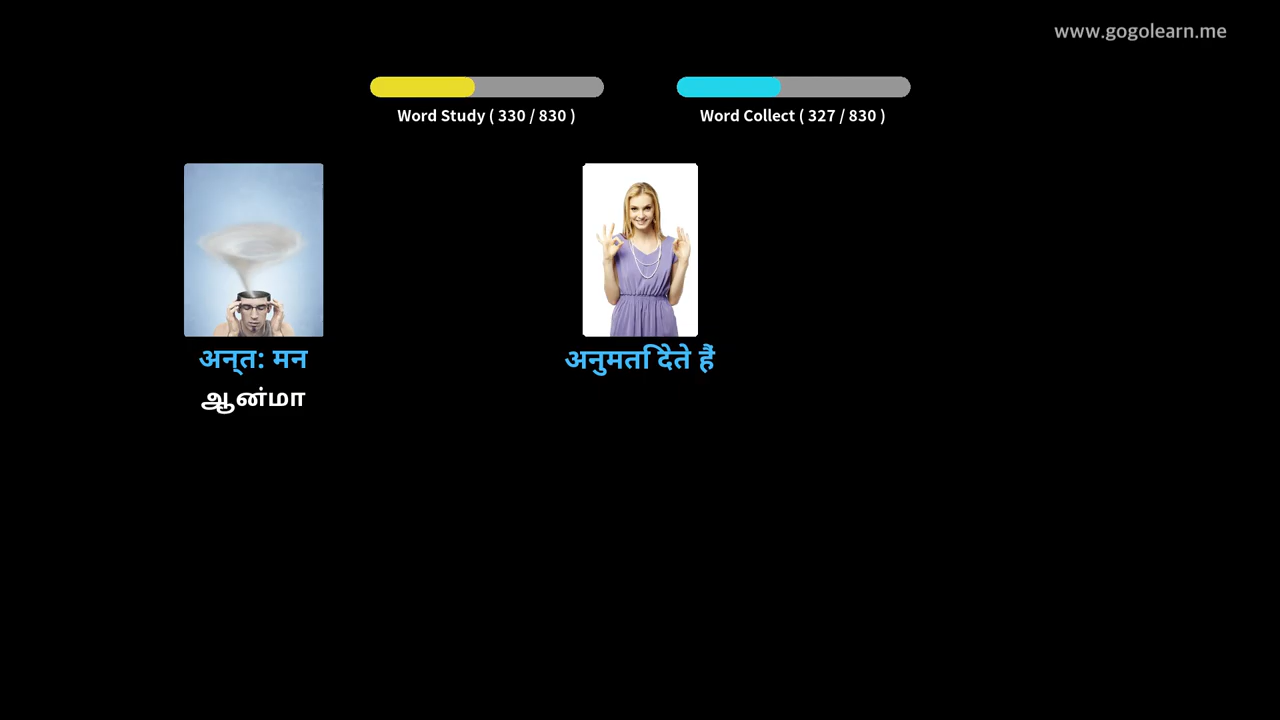 www.gogolearn.me
Word Study ( 330 / 830 )
Word Collect ( 327 / 830 )
अन्त: मन
ஆன்மா
अनुमति देते हैं